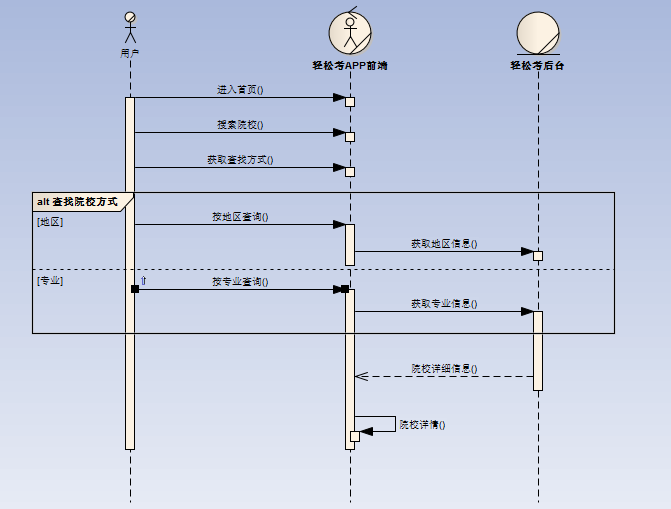 用户
轻松考APP前端
轻松考后台
进入首页()
搜索院校()
获取查找方式()
alt 查找院校方式
[地区]
按地区查询()
获取地区信息()
[专业]
⇑
按专业查询()
获取专业信息()
院校详细信息()
院校详情()